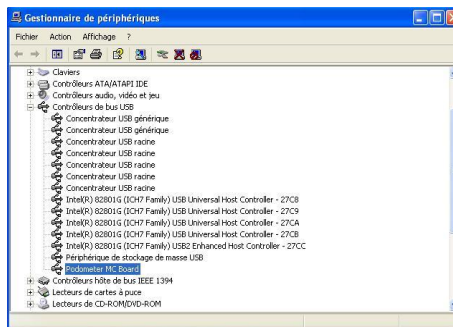 Gestionnaire de périphériques
Fichier Action Affichage ?
Claviers
Contrôleurs ATA/ATAPI IDE
Contrôleurs audio, vidéo et jeu
Contrôleurs de bus USB
Concentrateur USB générique
Concentrateur USB générique
Concentrateur USB racine
Concentrateur USB racine
Concentrateur USB racine
Concentrateur USB racine
Concentrateur USB racine
Intel(R) 82801G (ICH7 Family) USB Universal Host Controller - 27C8
Intel(R) 82801G (ICH7 Family) USB Universal Host Controller - 27C9
Intel(R) 82801G (ICH7 Family) USB Universal Host Controller - 27CA
Intel(R) 82801G (ICH7 Family) USB Universal Host Controller - 27CB
Intel(R) 82801G (ICH7 Family) USB2 Enhanced Host Controller - 27CC
Périphérique de stockage de masse USB
Podometer MC Board
Contrôleurs hôte de bus IEEE 1394
Lecteurs de cartes à puce
Lecteurs de CD-ROM/DVD-ROM